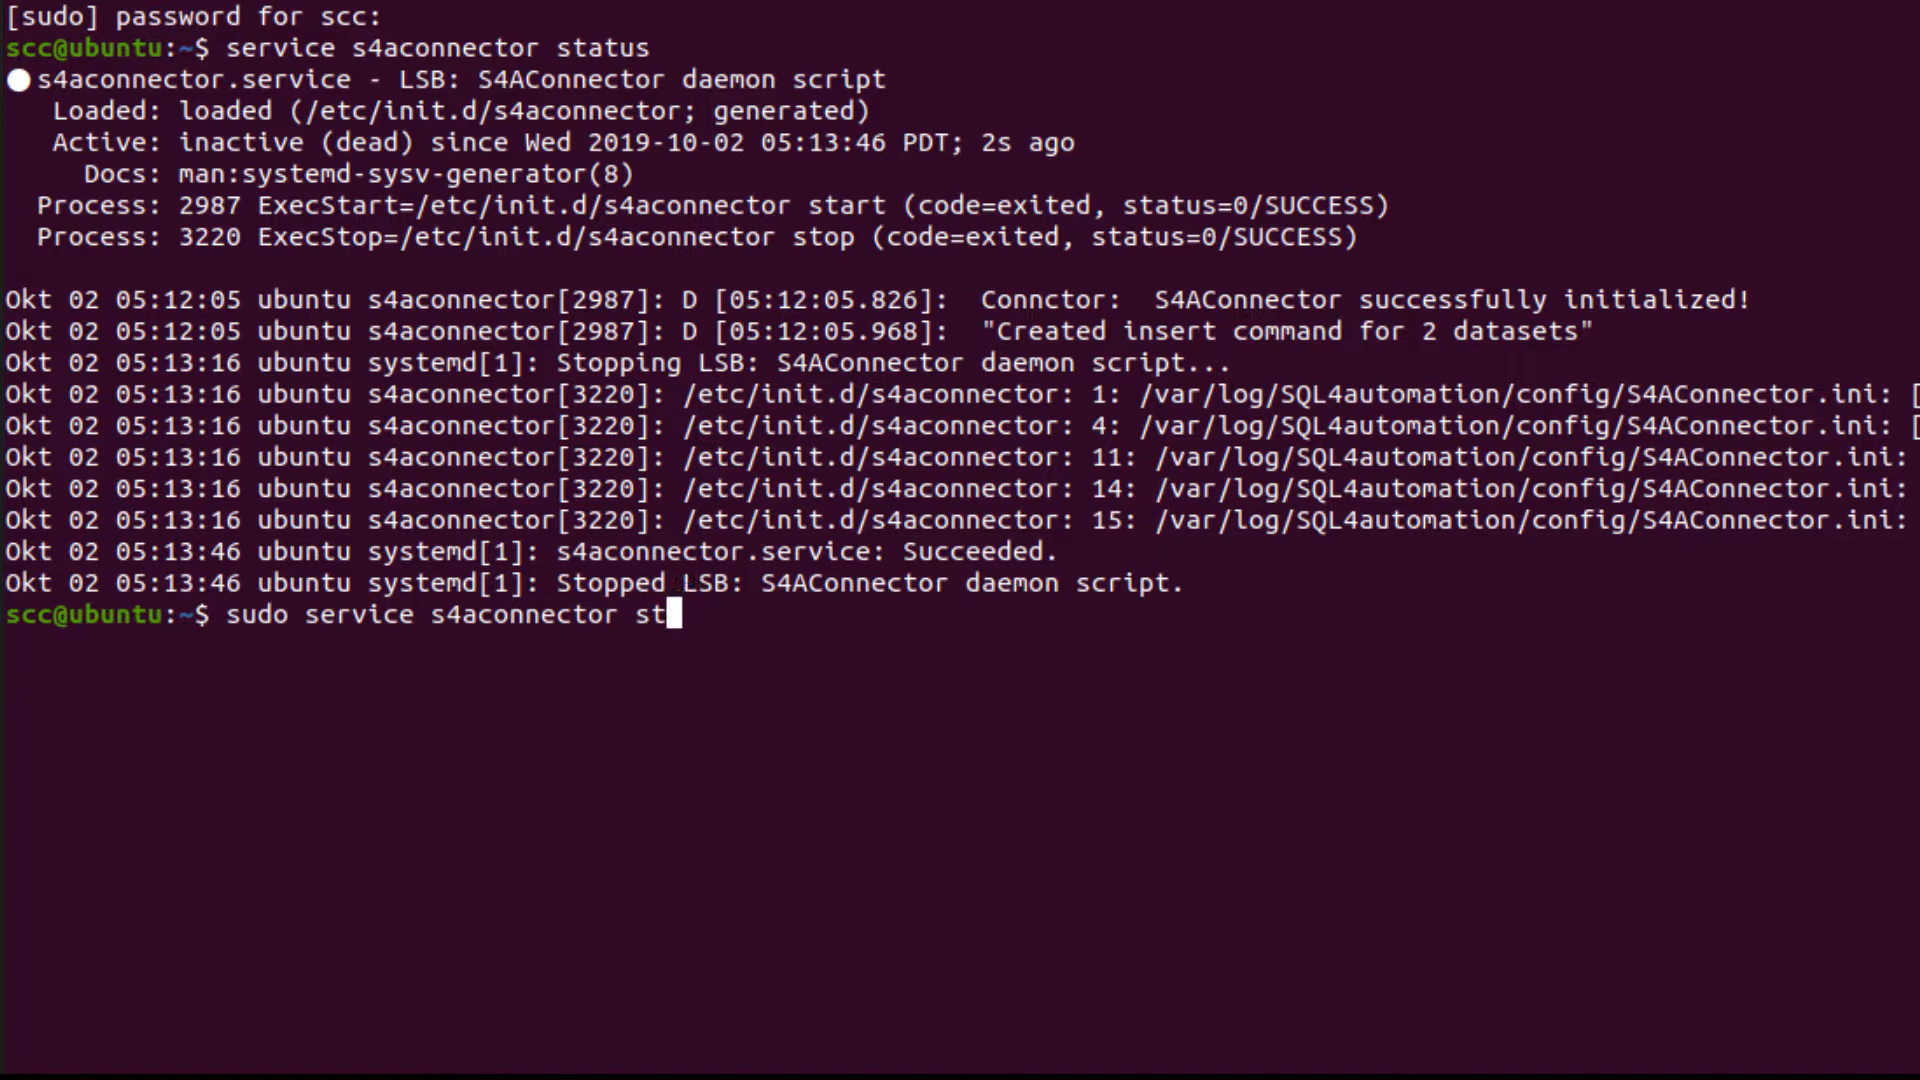 [sudo] password for scc:
scc@ubuntu:~$ service s4aconnector status
● s4aconnector.service - LSB: S4AConnector daemon script
Loaded: loaded (/etc/init.d/s4aconnector; generated)
Active: inactive (dead) since Wed 2019-10-02 05:13:46 PDT; 2s ago
Docs: man:systemd-sysv-generator(8)
Process: 2987 ExecStart=/etc/init.d/s4aconnector start (code=exited, status=0/SUCCESS)
Process: 3220 ExecStop=/etc/init.d/s4aconnector stop (code=exited, status=0/SUCCESS)
Okt 02 05:12:05 ubuntu s4aconnector[2987]: D [05:12:05.826]:  Connctor:  S4AConnector successfully initialized!
Okt 02 05:12:05 ubuntu s4aconnector[2987]: D [05:12:05.968]:  "Created insert command for 2 datasets"
Okt 02 05:13:16 ubuntu systemd[1]: Stopping LSB: S4AConnector daemon script...
Okt 02 05:13:16 ubuntu s4aconnector[3220]: /etc/init.d/s4aconnector: 1: /var/log/SQL4automation/config/S4AConnector.ini: [
Okt 02 05:13:16 ubuntu s4aconnector[3220]: /etc/init.d/s4aconnector: 4: /var/log/SQL4automation/config/S4AConnector.ini: [
Okt 02 05:13:16 ubuntu s4aconnector[3220]: /etc/init.d/s4aconnector: 11: /var/log/SQL4automation/config/S4AConnector.ini:
Okt 02 05:13:16 ubuntu s4aconnector[3220]: /etc/init.d/s4aconnector: 14: /var/log/SQL4automation/config/S4AConnector.ini:
Okt 02 05:13:16 ubuntu s4aconnector[3220]: /etc/init.d/s4aconnector: 15: /var/log/SQL4automation/config/S4AConnector.ini:
Okt 02 05:13:46 ubuntu systemd[1]: s4aconnector.service: Succeeded.
Okt 02 05:13:46 ubuntu systemd[1]: Stopped LSB: S4AConnector daemon script.
scc@ubuntu:~$ sudo service s4aconnector st